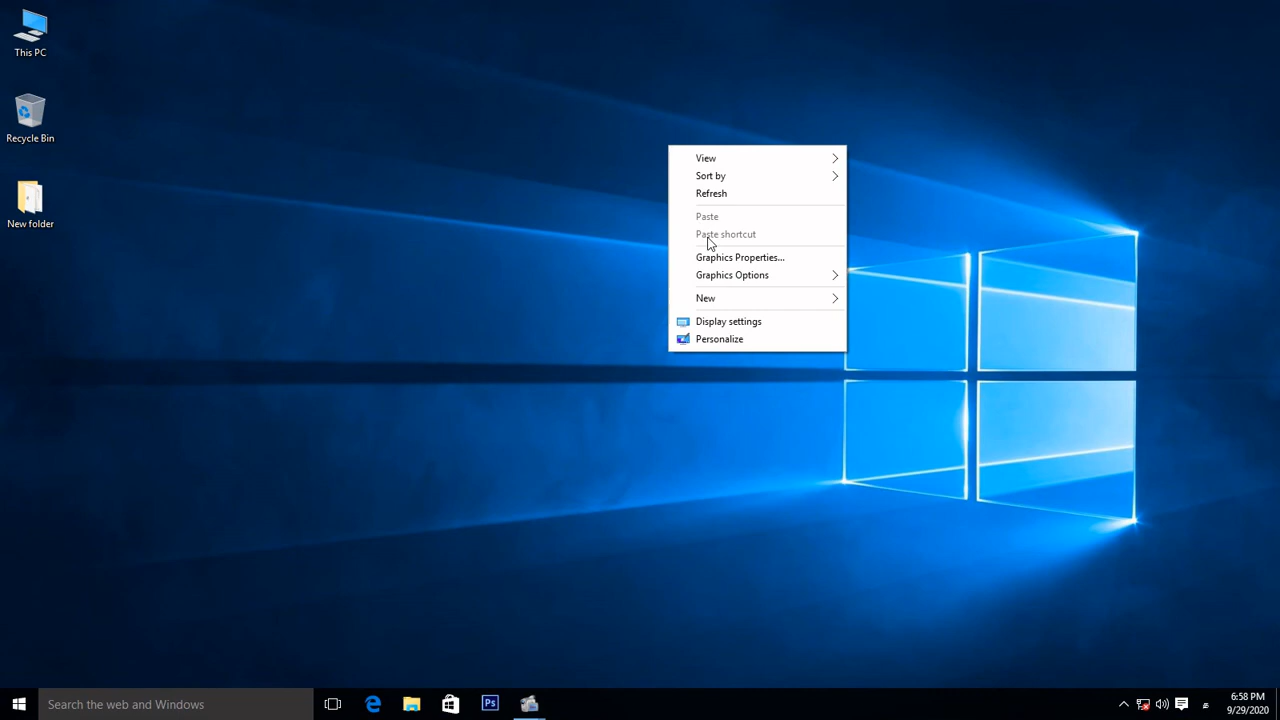 This PC
Recycle Bin
New folder
View
Sort by
Refresh
Paste
Paste shortcut
Graphics Properties...
Graphics Options
New
Display settings
Personalize
Search the web and Windows
Ps
6:58 PM
9/29/2020